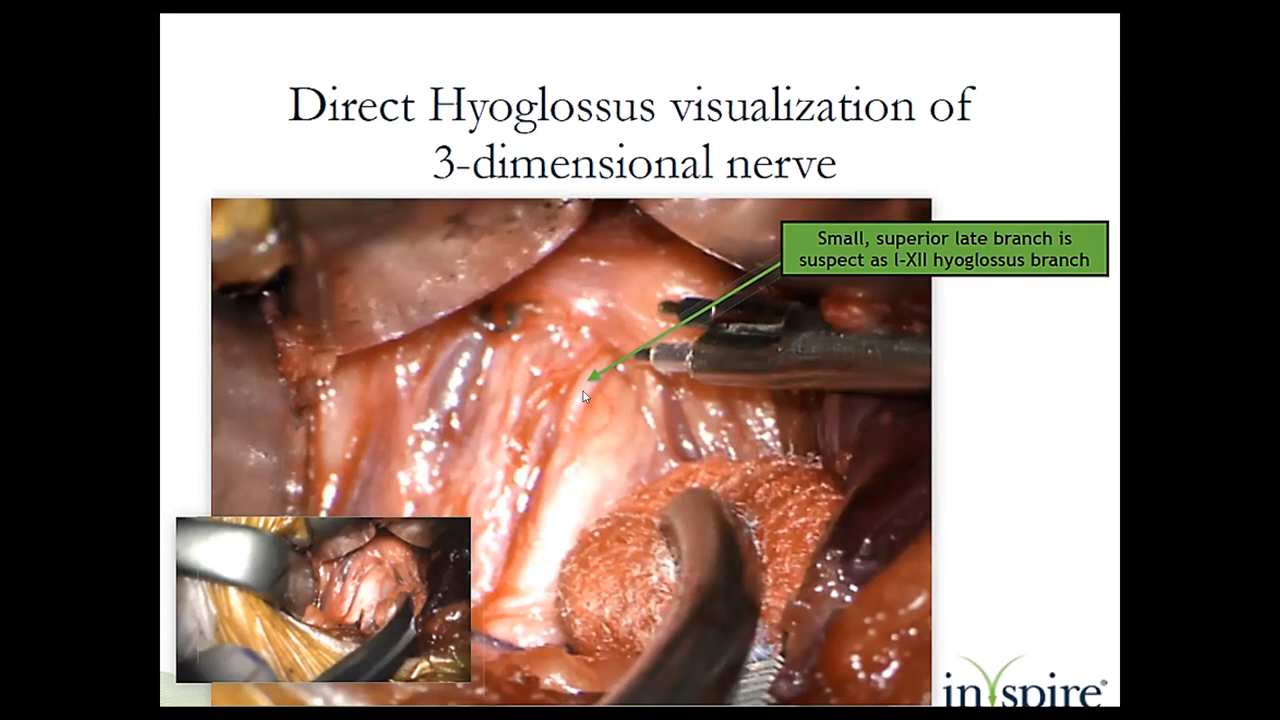 Direct Hyoglossus visualization of
3-dimensional nerve
Small, superior late branch is
suspect as l-XII hyoglossus branch
inspire®